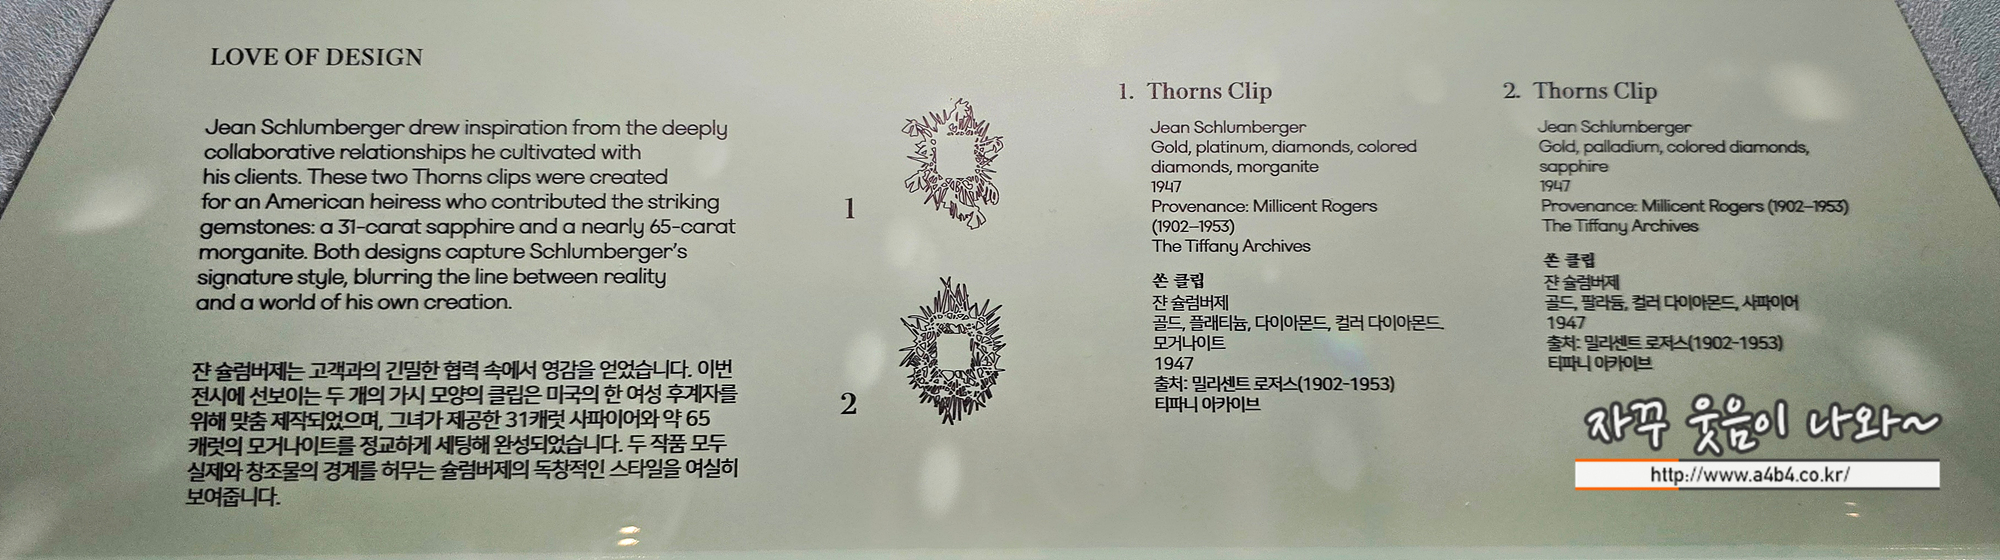 LOVE OF DESIGN
Jean Schlumberger drew inspiration from the deeply
collaborative relationships he cultivated with
his clients. These two Thorns clips were created
for an American heiress who contributed the striking
gemstones: a 31-carat sapphire and a nearly 65-carat
morganite. Both designs capture Schlumberger's
signature style, blurring the line between reality
and a world of his own creation.
쟌 슐럼버제는 고객과의 긴밀한 협력 속에서 영감을 얻었습니다. 이번
전시에 선보이는 두 개의 가시 모양의 클립은 미국의 한 여성 후계자를
위해 맞춤 제작되었으며, 그녀가 제공한 31캐럿 사파이어와 약 65
캐럿의 모거나이트를 정교하게 세팅해 완성되었습니다. 두 작품 모두
실제와 창조물의 경계를 허무는 슐럼버제의 독창적인 스타일을 여실히
보여줍니다.
1
2
1. Thorns Clip
Jean Schlumberger
Gold, platinum, diamonds, colored
diamonds, morganite
1947
Provenance: Millicent Rogers
(1902–1953)
The Tiffany Archives
쏜 클립
쟌 슐럼버제
골드, 플래티늄, 다이아몬드, 컬러 다이아몬드,
모거나이트
1947
출처: 밀리센트 로저스(1902-1953)
티파니 아카이브
2. Thorns Clip
Jean Schlumberger
Gold, palladium, colored diamonds,
sapphire
1947
Provenance: Millicent Rogers (1902–1953)
The Tiffany Archives
쏜 클립
쟌 슐럼버제
골드, 팔라듐, 컬러 다이아몬드, 사파이어
1947
출처: 밀리센트 로저스(1902-1953)
티파니 아카이브
자꾸 웃음이 나와~
http://www.a4b4.co.kr/